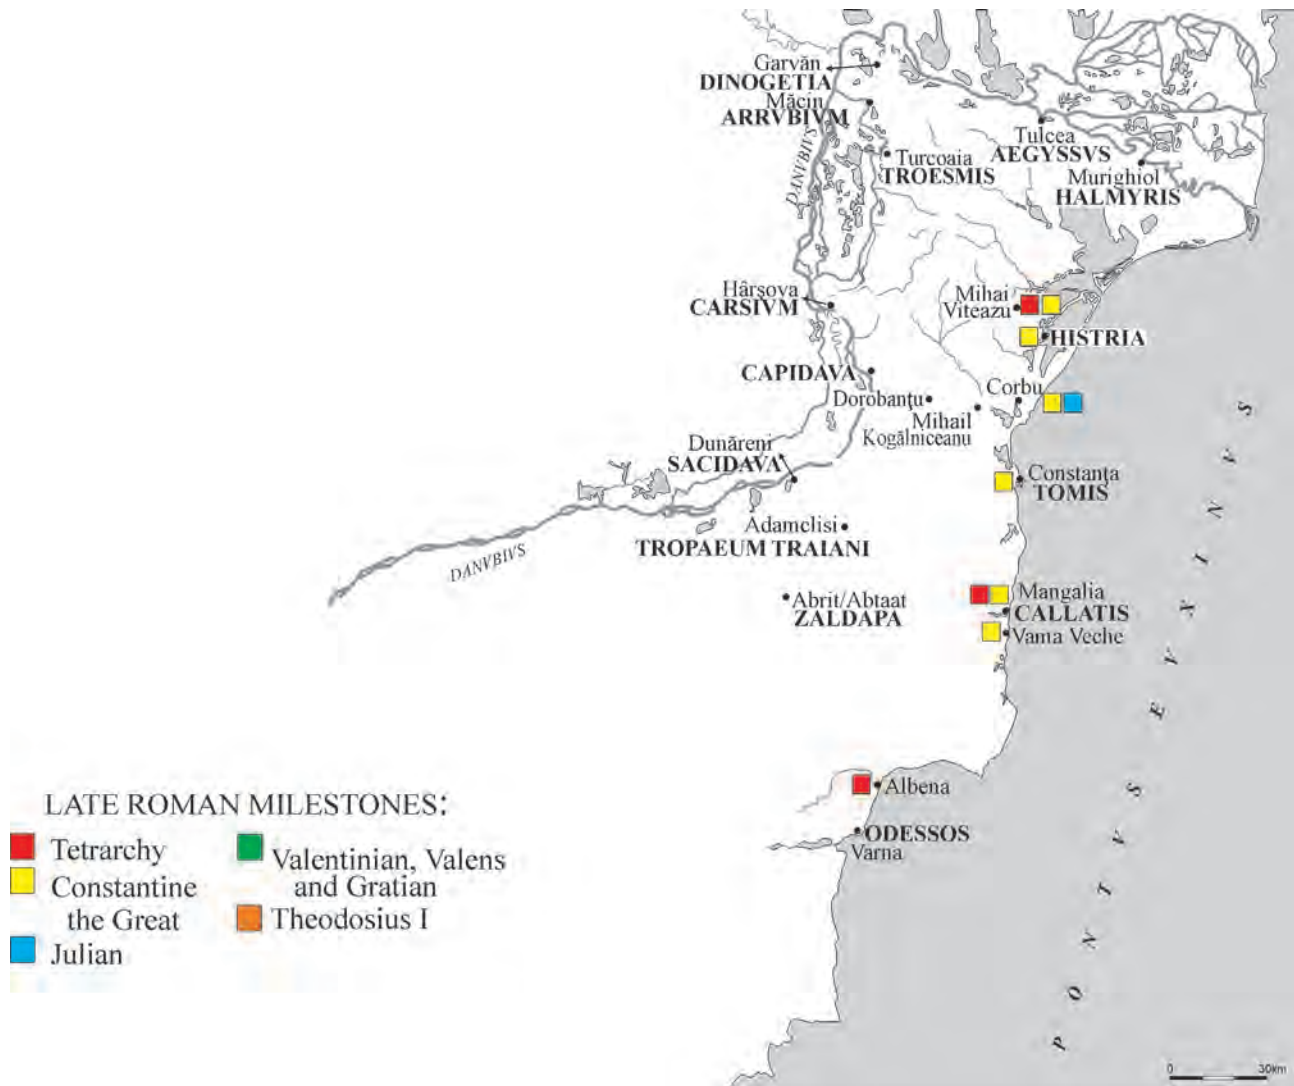 Garvăn
DINOGETIA
Măcin
ARRVBIVM
DANVBIVS
Turcoaia
TROESMIS
Tulcea
AEGYSSVS
Murighiol
HALMYRIS
Hârșova
CARSIVM
Mihai
Viteazu
HISTRIA
CAPIDAVA
Corbu
Dorobanţu
Mihail
Kogălniceanu
Dunăreni
SACIDAVA
Constanţa
TOMIS
Adamclisi
TROPAEUM TRAIANI
DANVBIVS
Abrit/Abtaat
ZALDAPA
Mangalia
CALLATIS
Vama Veche
Albena
ODESSOS
Varna
PONTVS EVXINVS
LATE ROMAN MILESTONES:
Tetrarchy
Constantine
the Great
Julian
Valentinian, Valens
and Gratian
Theodosius I
0 30km